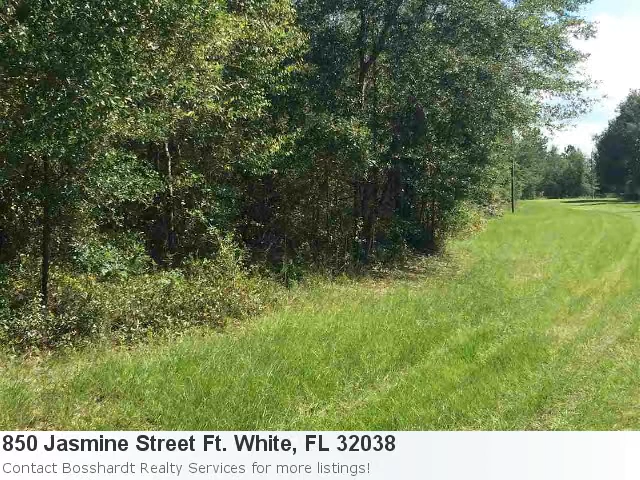 850 Jasmine Street Ft. White, FL 32038
Contact Bosshardt Realty Services for more listings!